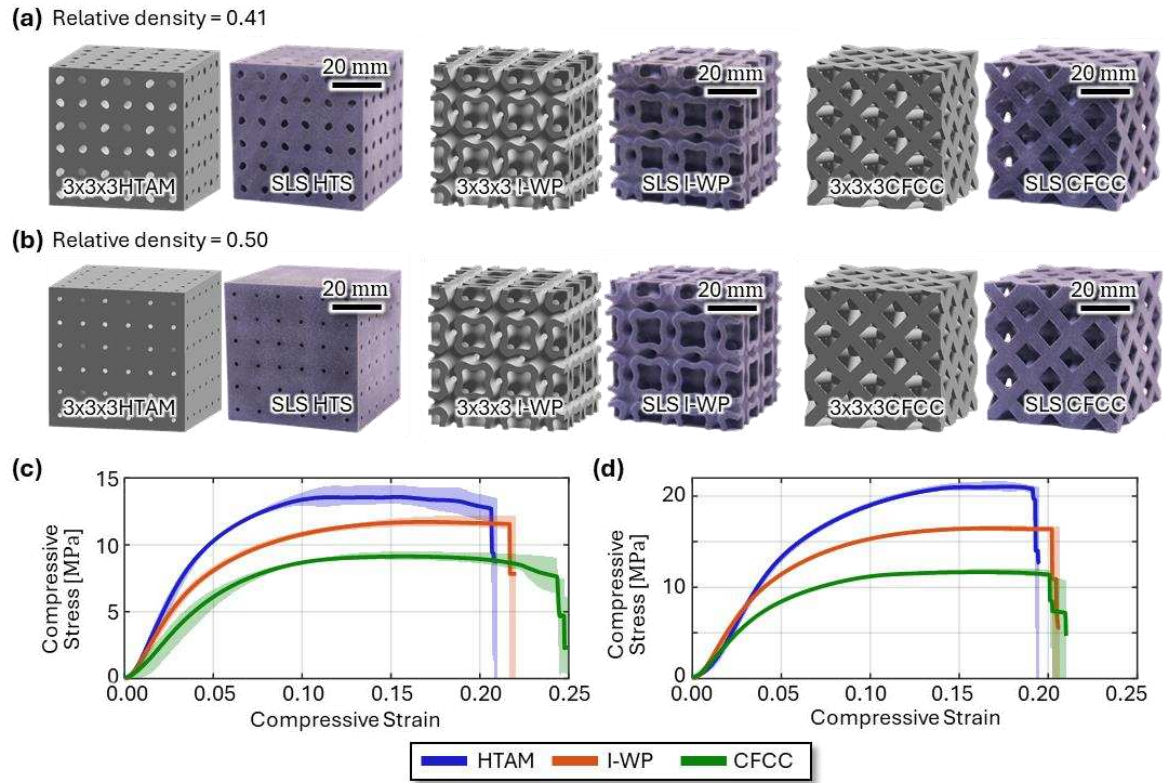 (a) Relative density = 0.41
20 mm
20 mm
20 mm
3x3x3HTAM
SLS HTS
3x3x3 I-WP
SLS I-WP
3x3x3CFCC
SLS CFCC
(b) Relative density = 0.50
20 mm
20 mm
20 mm
3x3x3HTAM
SLS HTS
3x3x3 I-WP
SLS I-WP
3x3x3CFCC
SLS CFCC
(c)
15
10
5
0
Compressive
Stress [MPa]
0.00 0.05 0.10 0.15 0.20 0.25
Compressive Strain
(d)
20
10
0
Compressive
Stress [MPa]
0.00 0.05 0.10 0.15 0.20 0.25
Compressive Strain
HTAM I-WP CFCC